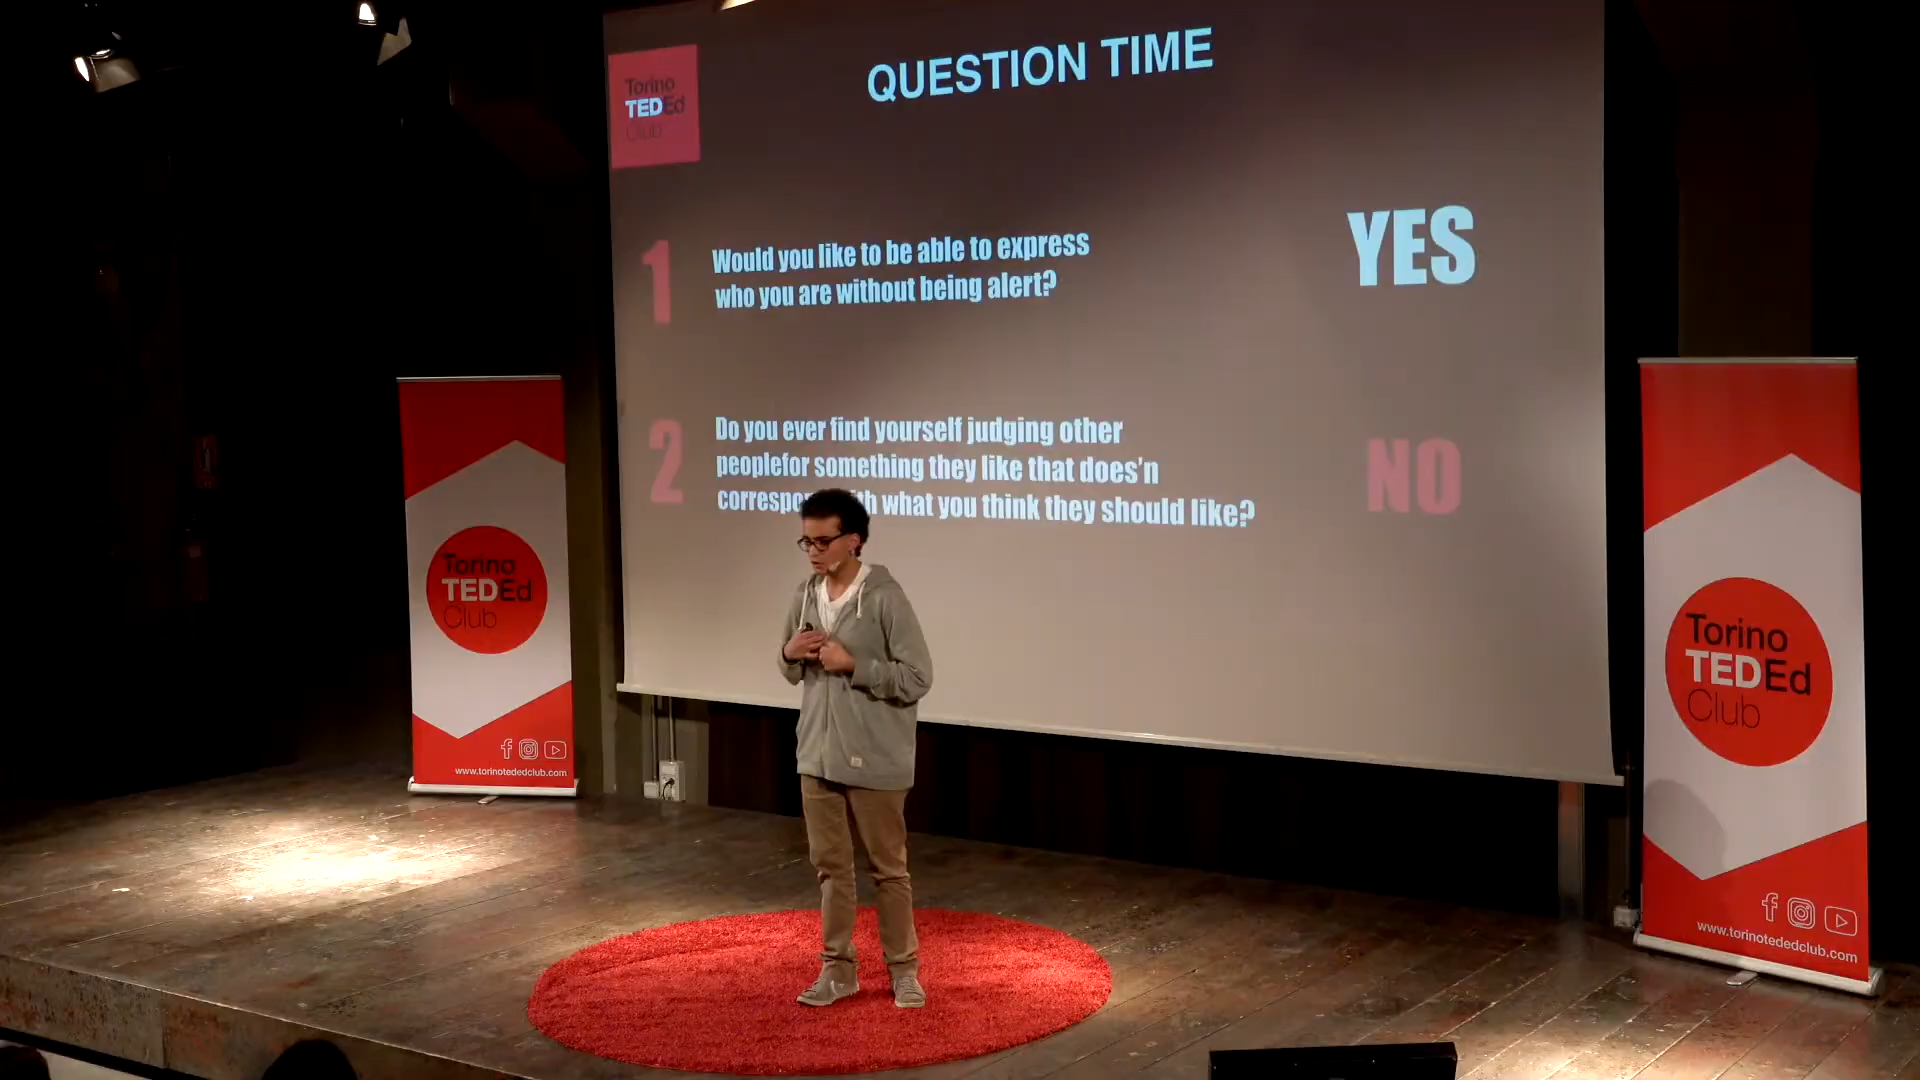 Torino
TEDEd
Club
QUESTION TIME
1
Would you like to be able to express
who you are without being alert?
YES
2
Do you ever find yourself judging other
peoplefor something they like that does'n
what you think they should like?
NO
Torino
TEDEd
Club
www.torinotededclub.com
Torino
TEDEd
Club
www.torinotededclub.com